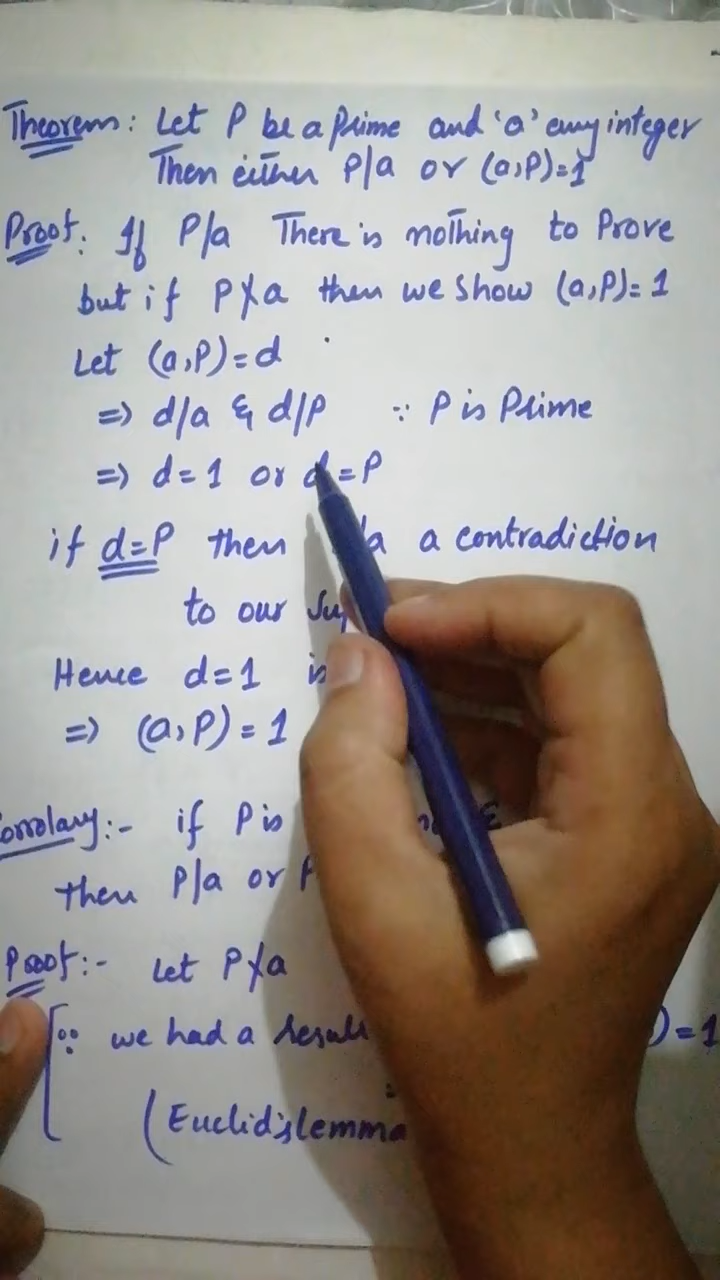 Theorem: Let P be a Prime and 'a' any integer
Then either P/a or (a,P)=1
Proof: If P/a There is nothing to Prove
but if P∤a then we show (a,P)=1
Let (a,P)=d
=> d/a & d/P ∵ P is Prime
=> d=1 or d=P
if d=P then /a a contradiction
to our
Hence d=1
=> (a,P)=1
Corrolary:- if P is
then P/a or P
Proof:- Let P∤a
∵ we had a result )=1
(Euclid's lemma